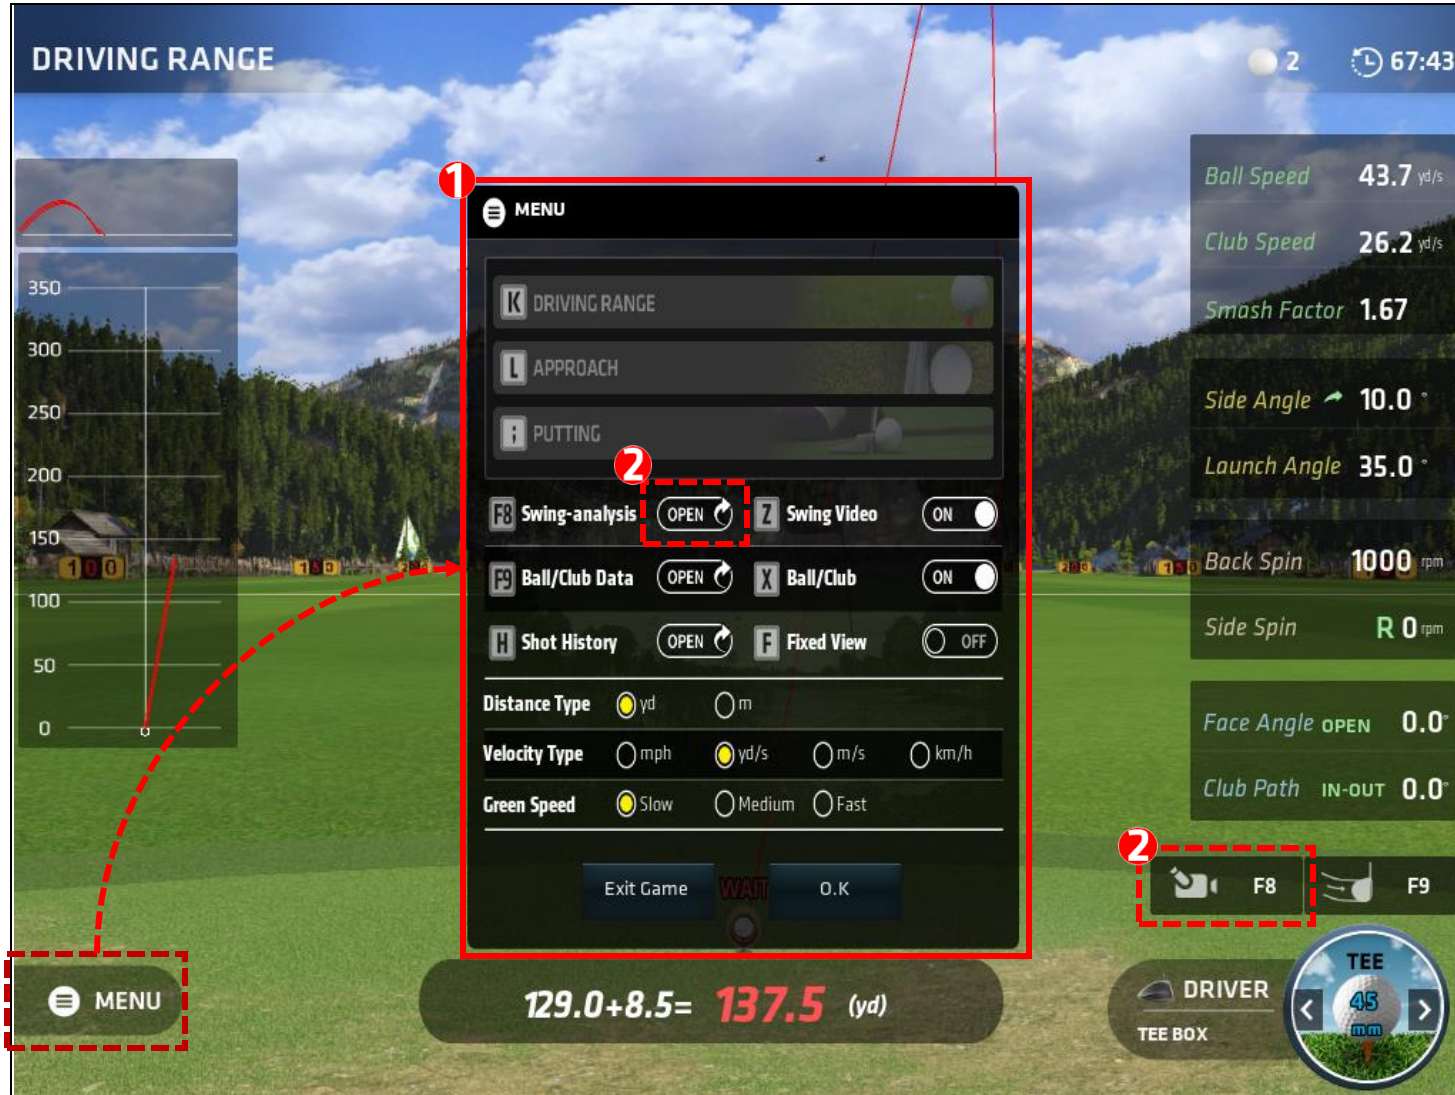 DRIVING RANGE
2
67:43
1
MENU
K DRIVING RANGE
L APPROACH
; PUTTING
2
F8 Swing-analysis OPEN Z Swing Video ON
F9 Ball/Club Data OPEN X Ball/Club ON
H Shot History OPEN F Fixed View OFF
Distance Type yd m
Velocity Type mph yd/s m/s km/h
Green Speed Slow Medium Fast
Exit Game WAIT O.K
350
300
250
200
150
100
50
0
100
150
200
150
Ball Speed 43.7 yd/s
Club Speed 26.2 yd/s
Smash Factor 1.67
Side Angle 10.0 °
Launch Angle 35.0 °
Back Spin 1000 rpm
Side Spin R 0 rpm
Face Angle OPEN 0.0°
Club Path IN-OUT 0.0°
2
F8
F9
MENU
129.0+8.5= 137.5 (yd)
DRIVER
TEE BOX
TEE
< 45 >
mm